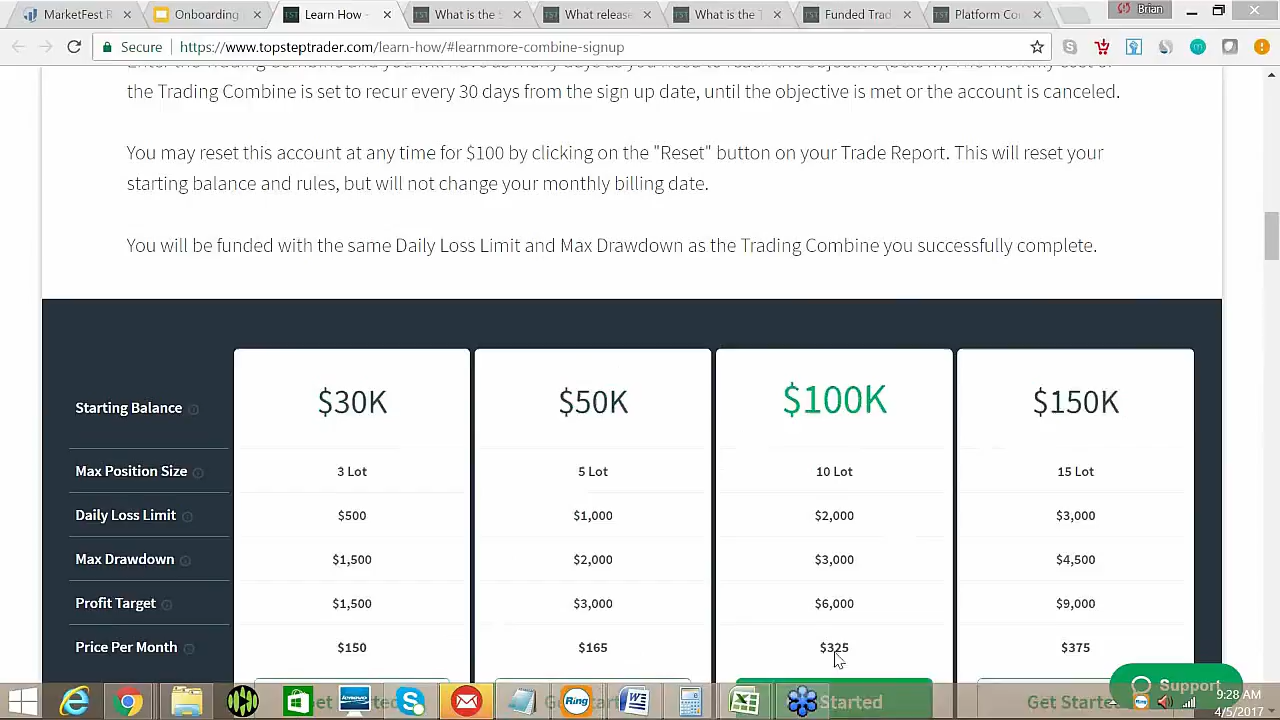 MarketFest
Onboarding
Learn How -
What is the
What release
What is the T
Funded Trad
Platform Co
Brian
Secure
https://www.topsteptrader.com/learn-how/#learnmore-combine-signup
the Trading Combine is set to recur every 30 days from the sign up date, until the objective is met or the account is canceled.
You may reset this account at any time for $100 by clicking on the "Reset" button on your Trade Report. This will reset your
starting balance and rules, but will not change your monthly billing date.
You will be funded with the same Daily Loss Limit and Max Drawdown as the Trading Combine you successfully complete.
Starting Balance $30K $50K $100K $150K
Max Position Size 3 Lot 5 Lot 10 Lot 15 Lot
Daily Loss Limit $500 $1,000 $2,000 $3,000
Max Drawdown $1,500 $2,000 $3,000 $4,500
Profit Target $1,500 $3,000 $6,000 $9,000
Price Per Month $150 $165 $325 $375
Support
Started
Get Starte
Ring
lenovo
9:28 AM
4/5/2017